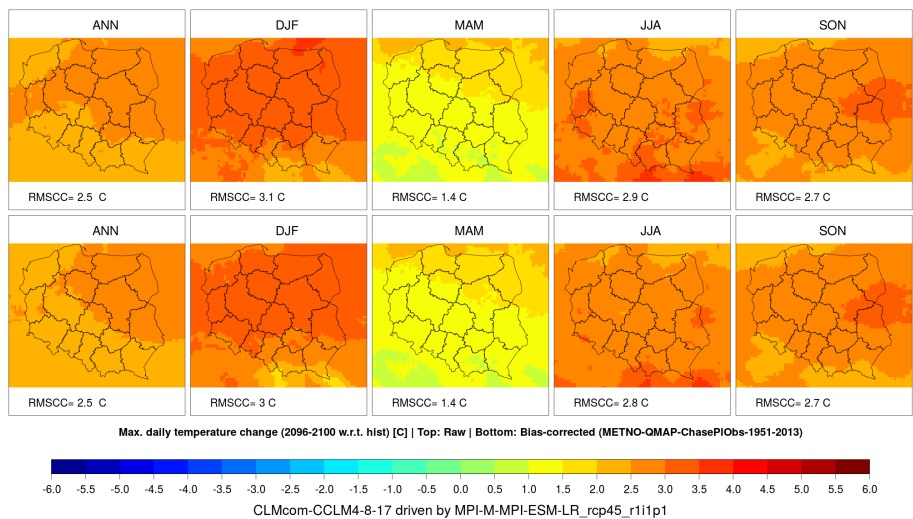 ANN DJF MAM JJA SON
RMSCC= 2.5 C RMSCC= 3.1 C RMSCC= 1.4 C RMSCC= 2.9 C RMSCC= 2.7 C
ANN DJF MAM JJA SON
RMSCC= 2.5 C RMSCC= 3 C RMSCC= 1.4 C RMSCC= 2.8 C RMSCC= 2.7 C
Max. daily temperature change (2096-2100 w.r.t. hist) [C] | Top: Raw | Bottom: Bias-corrected (METNO-QMAP-ChasePlObs-1951-2013)
-6.0 -5.5 -5.0 -4.5 -4.0 -3.5 -3.0 -2.5 -2.0 -1.5 -1.0 -0.5 0.0 0.5 1.0 1.5 2.0 2.5 3.0 3.5 4.0 4.5 5.0 5.5 6.0
CLMcom-CCLM4-8-17 driven by MPI-M-MPI-ESM-LR_rcp45_r1i1p1